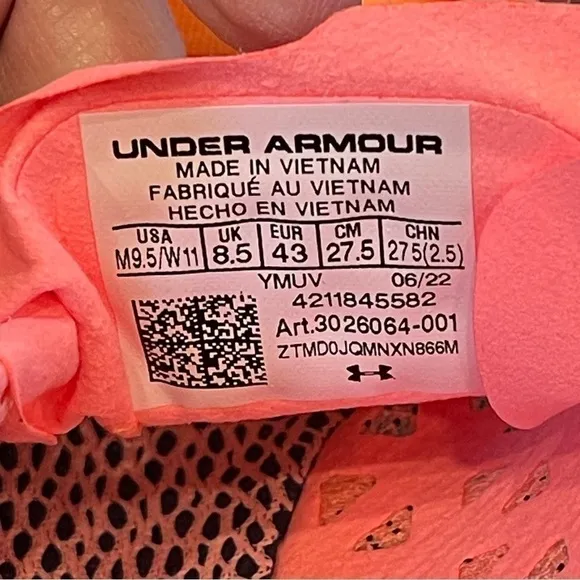 UNDER ARMOUR
MADE IN VIETNAM
FABRIQUÉ AU VIETNAM
HECHO EN VIETNAM
USA UK EUR CM CHN
M9.5/W11 8.5 43 27.5 275(2.5)
YMUV 06/22
4211845582
Art.3026064-001
ZTMD0JQMNXN866M